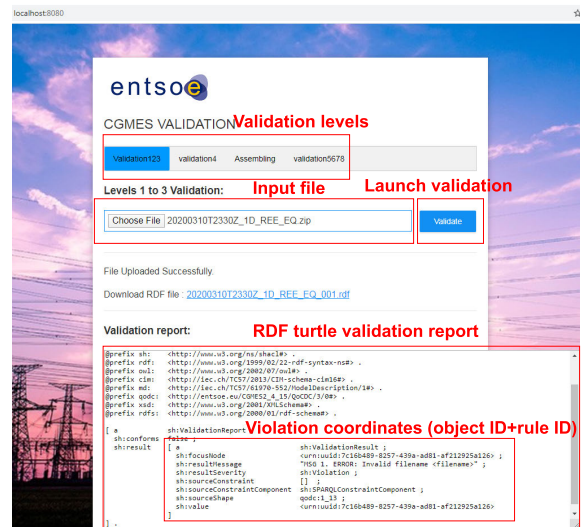 localhost:8080
entsoe
CGMES VALIDATION
Validation levels
Validation123 validation4 Assembling validation5678
Levels 1 to 3 Validation:
Input file
Launch validation
Choose File 20200310T2330Z_1D_REE_EQ.zip
Validate
File Uploaded Successfully.
Download RDF file : 20200310T2330Z_1D_REE_EQ_001.rdf
Validation report:
RDF turtle validation report
@prefix sh: <http://www.w3.org/ns/shacl#> .
@prefix rdf: <http://www.w3.org/1999/02/22-rdf-syntax-ns#> .
@prefix owl: <http://www.w3.org/2002/07/owl#> .
@prefix cim: <http://iec.ch/TC57/2013/CIM-schema-cim16#> .
@prefix md: <http://iec.ch/TC57/61970-552/ModelDescription/1#> .
@prefix qodc: <http://entsoe.eu/CGMES2_4_15/QoCDC/3/0#> .
@prefix xsd: <http://www.w3.org/2001/XMLSchema#> .
@prefix rdfs: <http://www.w3.org/2000/01/rdf-schema#> .
[ a sh:ValidationReport
Violation coordinates (object ID+rule ID)
sh:conforms false ;
sh:result [ a sh:ValidationResult ;
sh:focusNode <urn:uuid:7c16b489-8257-439a-ad81-af212925a126> ;
sh:resultMessage "MSG 1. ERROR: Invalid filename <filename>" ;
sh:resultSeverity sh:Violation ;
sh:sourceConstraint [] ;
sh:sourceConstraintComponent sh:SPARQLConstraintComponent ;
sh:sourceShape qodc:1_13 ;
sh:value <urn:uuid:7c16b489-8257-439a-ad81-af212925a126>
]
] .